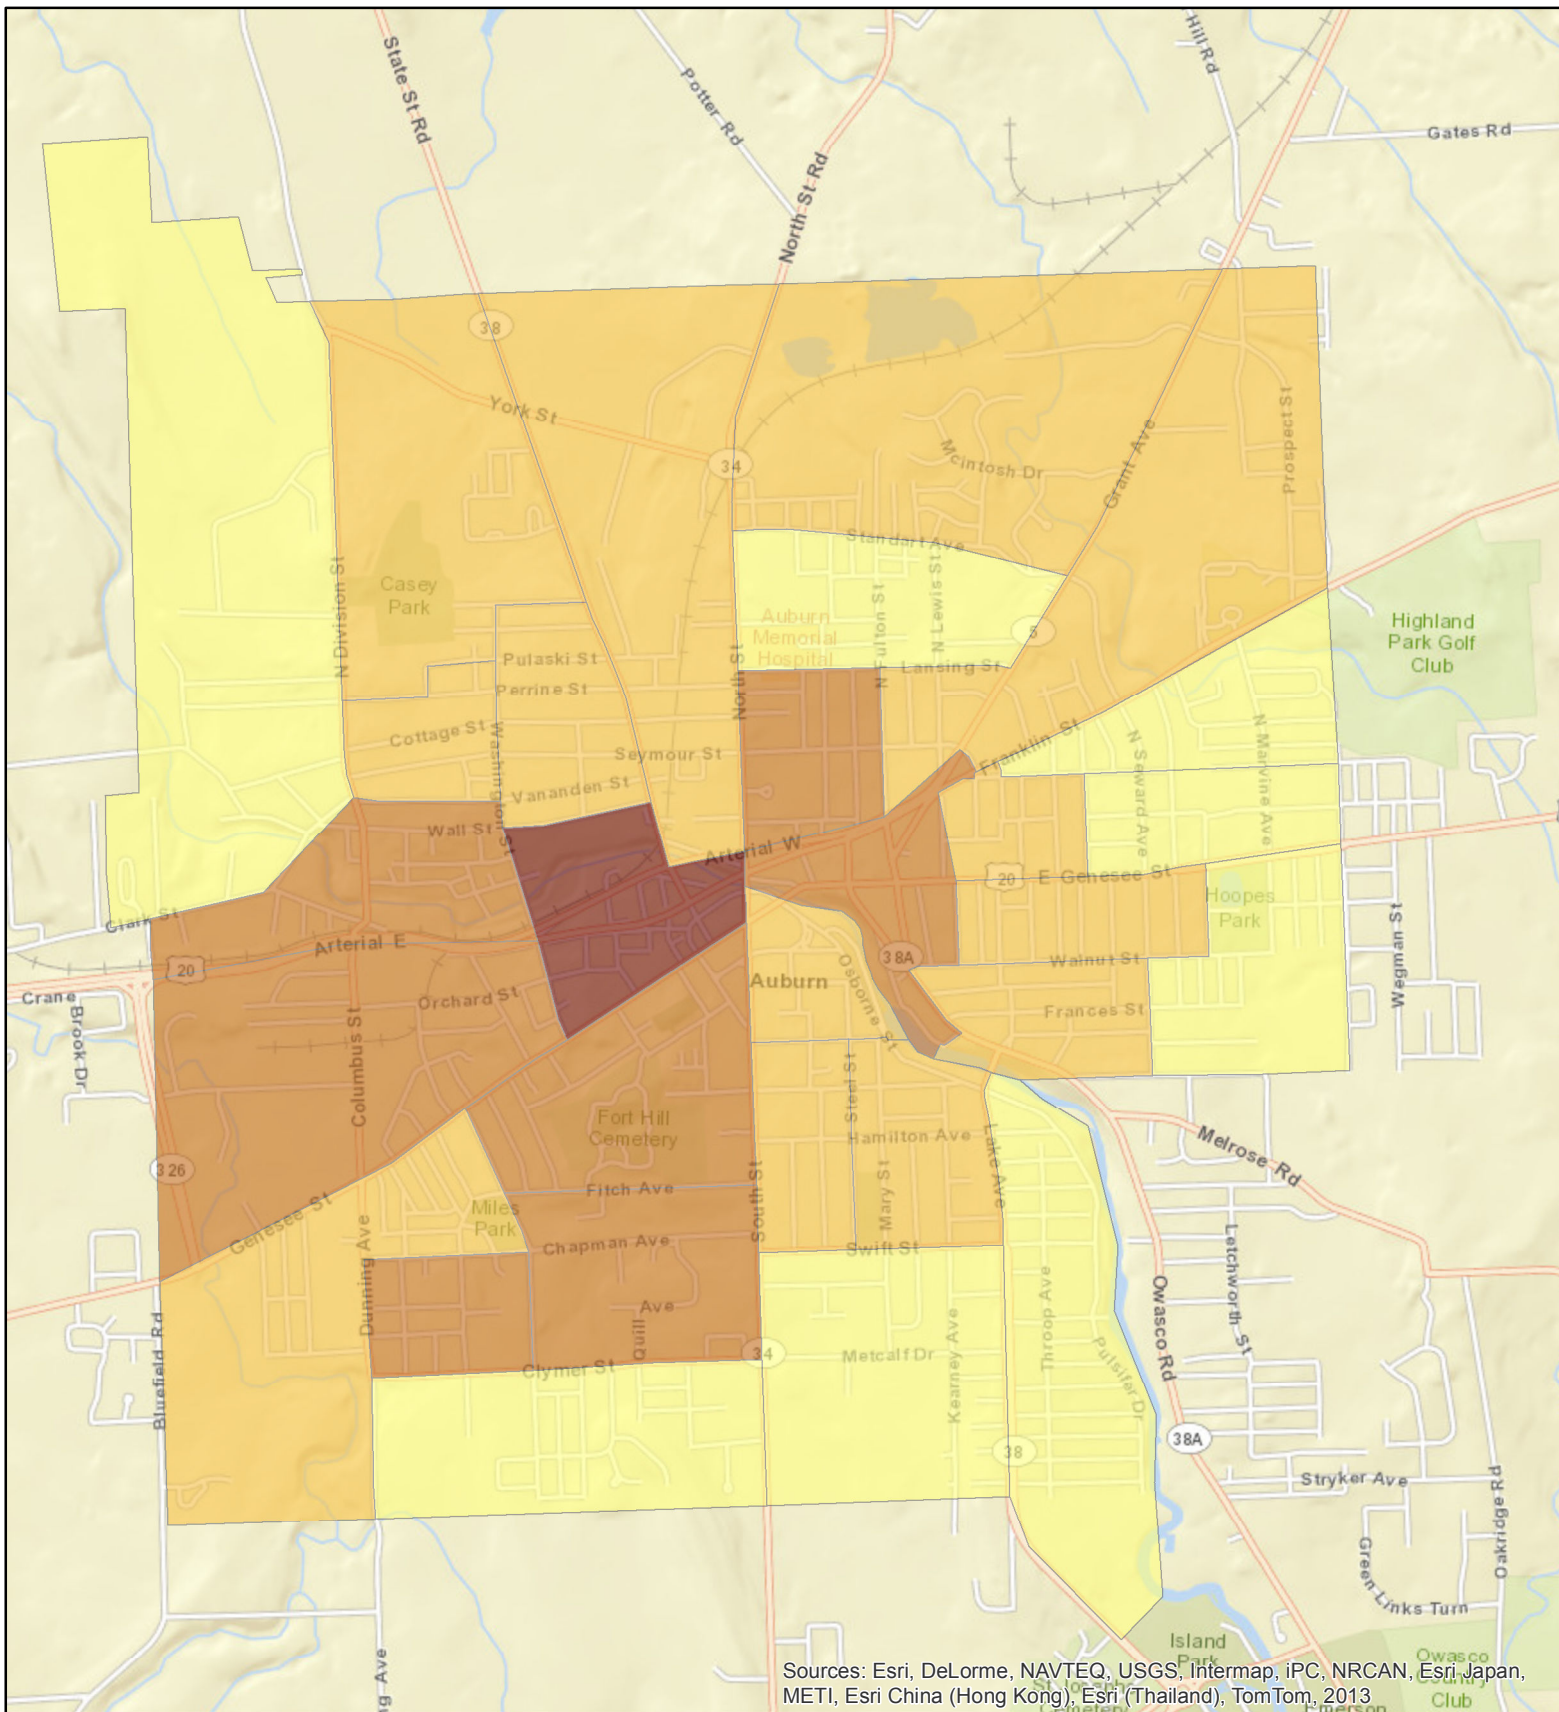 State St Rd
Potter Rd
Hill Rd
Gates Rd
North St Rd
38
York St
34
Mcintosh Dr
Grant Ave
Prospect St
Standart Ave
N Division St
Casey
Park
Auburn
Memorial
Hospital
N Fulton St
N Lewis St
5
Highland
Park Golf
Club
Pulaski St
Perrine St
Lansing St
North St
Cottage St
Washington St
Seymour St
Vananden St
Franklin St
N Seward Ave
N Marvine Ave
Wall St
Arterial W
20
E Genesee St
Hoopes
Park
Clark St
Arterial E
20
Crane
Brook Dr
Orchard St
Columbus St
Auburn
Osborne St
38A
Walnut St
Frances St
Wegman St
Steel St
Fort Hill
Cemetery
Hamilton Ave
Lake Ave
Melrose Rd
326
Fitch Ave
South St
Mary St
Miles
Park
Genesee St
Chapman Ave
Swift St
Dunning Ave
Quill
Ave
Bluefield Rd
Clymer St
34
Metcalf Dr
Kearney Ave
Throop Ave
Pulsifer Dr
Owasco Rd
Letchworth St
38
38A
Stryker Ave
Oakridge Rd
Green Links Turn
Ave
Island
Park
Owasco
Country
Club
St Josephs
Cemetery
Emerson
Sources: Esri, DeLorme, NAVTEQ, USGS, Intermap, iPC, NRCAN, Esri Japan,
METI, Esri China (Hong Kong), Esri (Thailand), TomTom, 2013